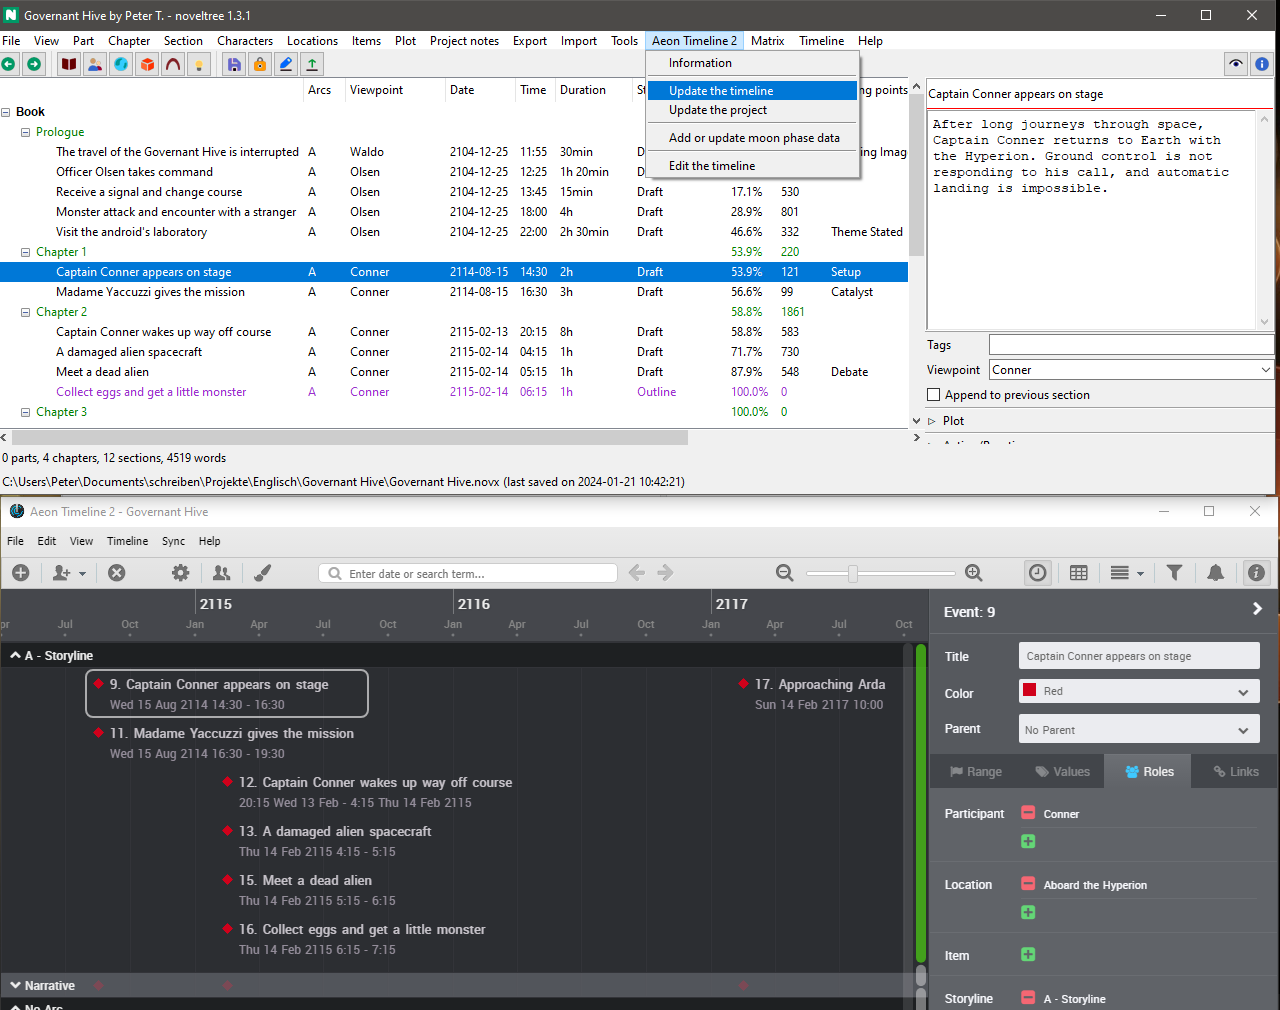 Governant Hive by Peter T. - noveltree 1.3.1
File View Part Chapter Section Characters Locations Items Plot Project notes Export Import Tools Aeon Timeline 2 Matrix Timeline Help
Information
Update the timeline
Update the project
Add or update moon phase data
Edit the timeline
Arcs Viewpoint Date Time Duration
Book
Prologue
The travel of the Governant Hive is interrupted A Waldo 2104-12-25 11:55 30min
Officer Olsen takes command A Olsen 2104-12-25 12:25 1h 20min
Receive a signal and change course A Olsen 2104-12-25 13:45 15min Draft 17.1% 530
Monster attack and encounter with a stranger A Olsen 2104-12-25 18:00 4h Draft 28.9% 801
Visit the android's laboratory A Olsen 2104-12-25 22:00 2h 30min Draft 46.6% 332 Theme Stated
Chapter 1 53.9% 220
Captain Conner appears on stage A Conner 2114-08-15 14:30 2h Draft 53.9% 121 Setup
Madame Yaccuzzi gives the mission A Conner 2114-08-15 16:30 3h Draft 56.6% 99 Catalyst
Chapter 2 58.8% 1861
Captain Conner wakes up way off course A Conner 2115-02-13 20:15 8h Draft 58.8% 583
A damaged alien spacecraft A Conner 2115-02-14 04:15 1h Draft 71.7% 730
Meet a dead alien A Conner 2115-02-14 05:15 1h Draft 87.9% 548 Debate
Collect eggs and get a little monster A Conner 2115-02-14 06:15 1h Outline 100.0% 0
Chapter 3 100.0% 0
Captain Conner appears on stage
After long journeys through space,
Captain Conner returns to Earth with
the Hyperion. Ground control is not
responding to his call, and automatic
landing is impossible.
Tags
Viewpoint Conner
Append to previous section
Plot
0 parts, 4 chapters, 12 sections, 4519 words
C:\Users\Peter\Documents\schreiben\Projekte\Englisch\Governant Hive\Governant Hive.novx (last saved on 2024-01-21 10:42:21)
Aeon Timeline 2 - Governant Hive
File Edit View Timeline Sync Help
Enter date or search term...
2115 2116 2117
Jul Oct Jan Apr Jul Oct Jan Apr Jul Oct Jan Apr Jul Oct
A - Storyline
9. Captain Conner appears on stage
Wed 15 Aug 2114 14:30 - 16:30
17. Approaching Arda
Sun 14 Feb 2117 10:00
11. Madame Yaccuzzi gives the mission
Wed 15 Aug 2114 16:30 - 19:30
12. Captain Conner wakes up way off course
20:15 Wed 13 Feb - 4:15 Thu 14 Feb 2115
13. A damaged alien spacecraft
Thu 14 Feb 2115 4:15 - 5:15
15. Meet a dead alien
Thu 14 Feb 2115 5:15 - 6:15
16. Collect eggs and get a little monster
Thu 14 Feb 2115 6:15 - 7:15
Narrative
Event: 9
Title Captain Conner appears on stage
Color Red
Parent No Parent
Range Values Roles Links
Participant Conner
Location Aboard the Hyperion
Item
Storyline A - Storyline